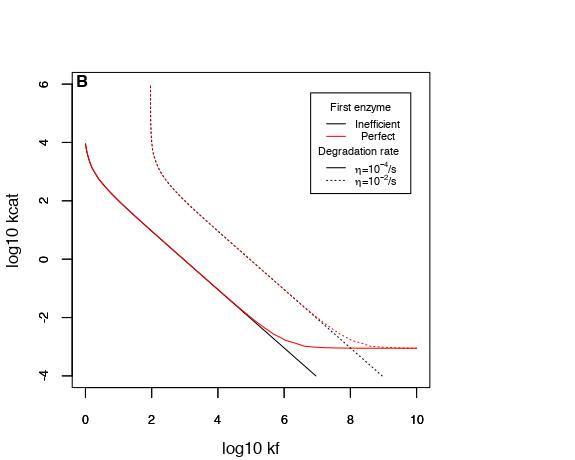 B
6
4
2
0
-2
-4
log10 kcat
First enzyme
Inefficient
Perfect
Degradation rate
η=10⁻⁴/s
η=10⁻²/s
0 2 4 6 8 10
log10 kf